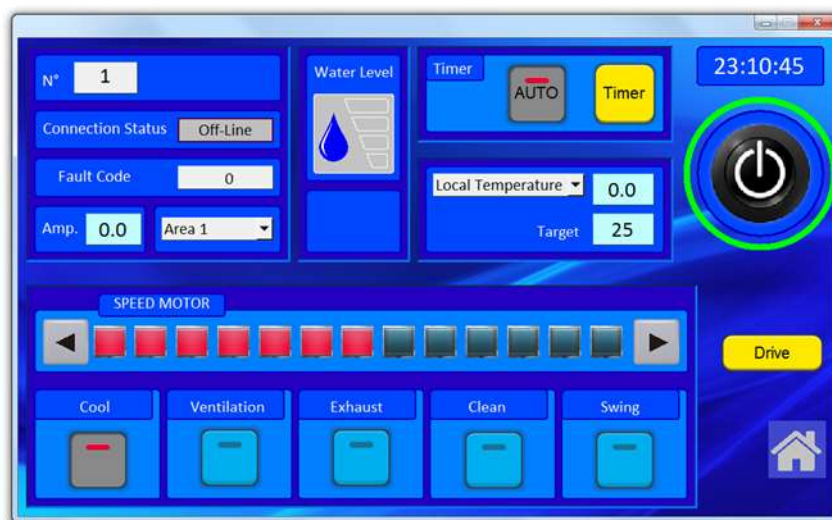 N° 1
Connection Status Off-Line
Fault Code 0
Amp. 0.0 Area 1
Water Level
Timer
AUTO
Timer
Local Temperature 0.0
Target 25
23:10:45
SPEED MOTOR
Drive
Cool
Ventilation
Exhaust
Clean
Swing